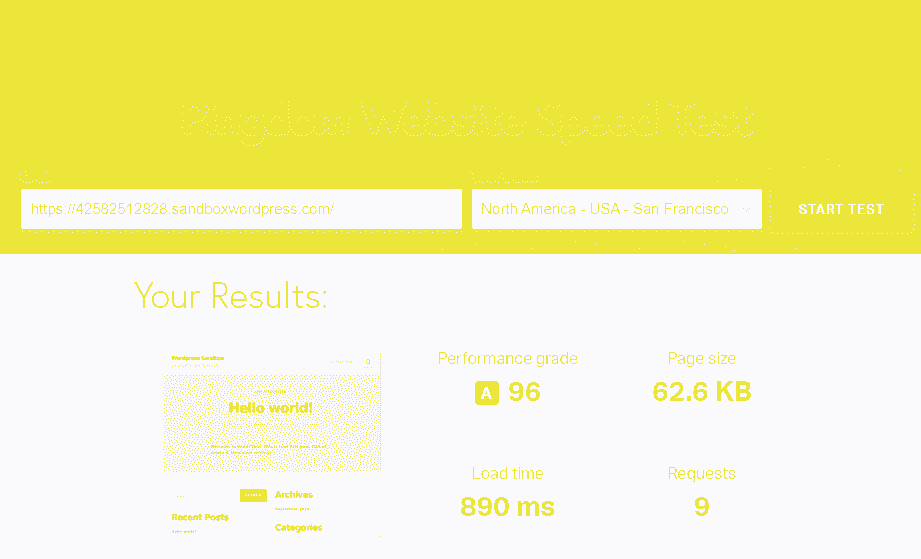 Pingdom Website Speed Test
https://42582512828.sandboxwordpress.com/
North America - USA - San Francisco
START TEST
Your Results:
Wordpress Sandbox
Hello world!
Archives
Recent Posts
Categories
Performance grade
A 96
Page size
62.6 KB
Load time
890 ms
Requests
9